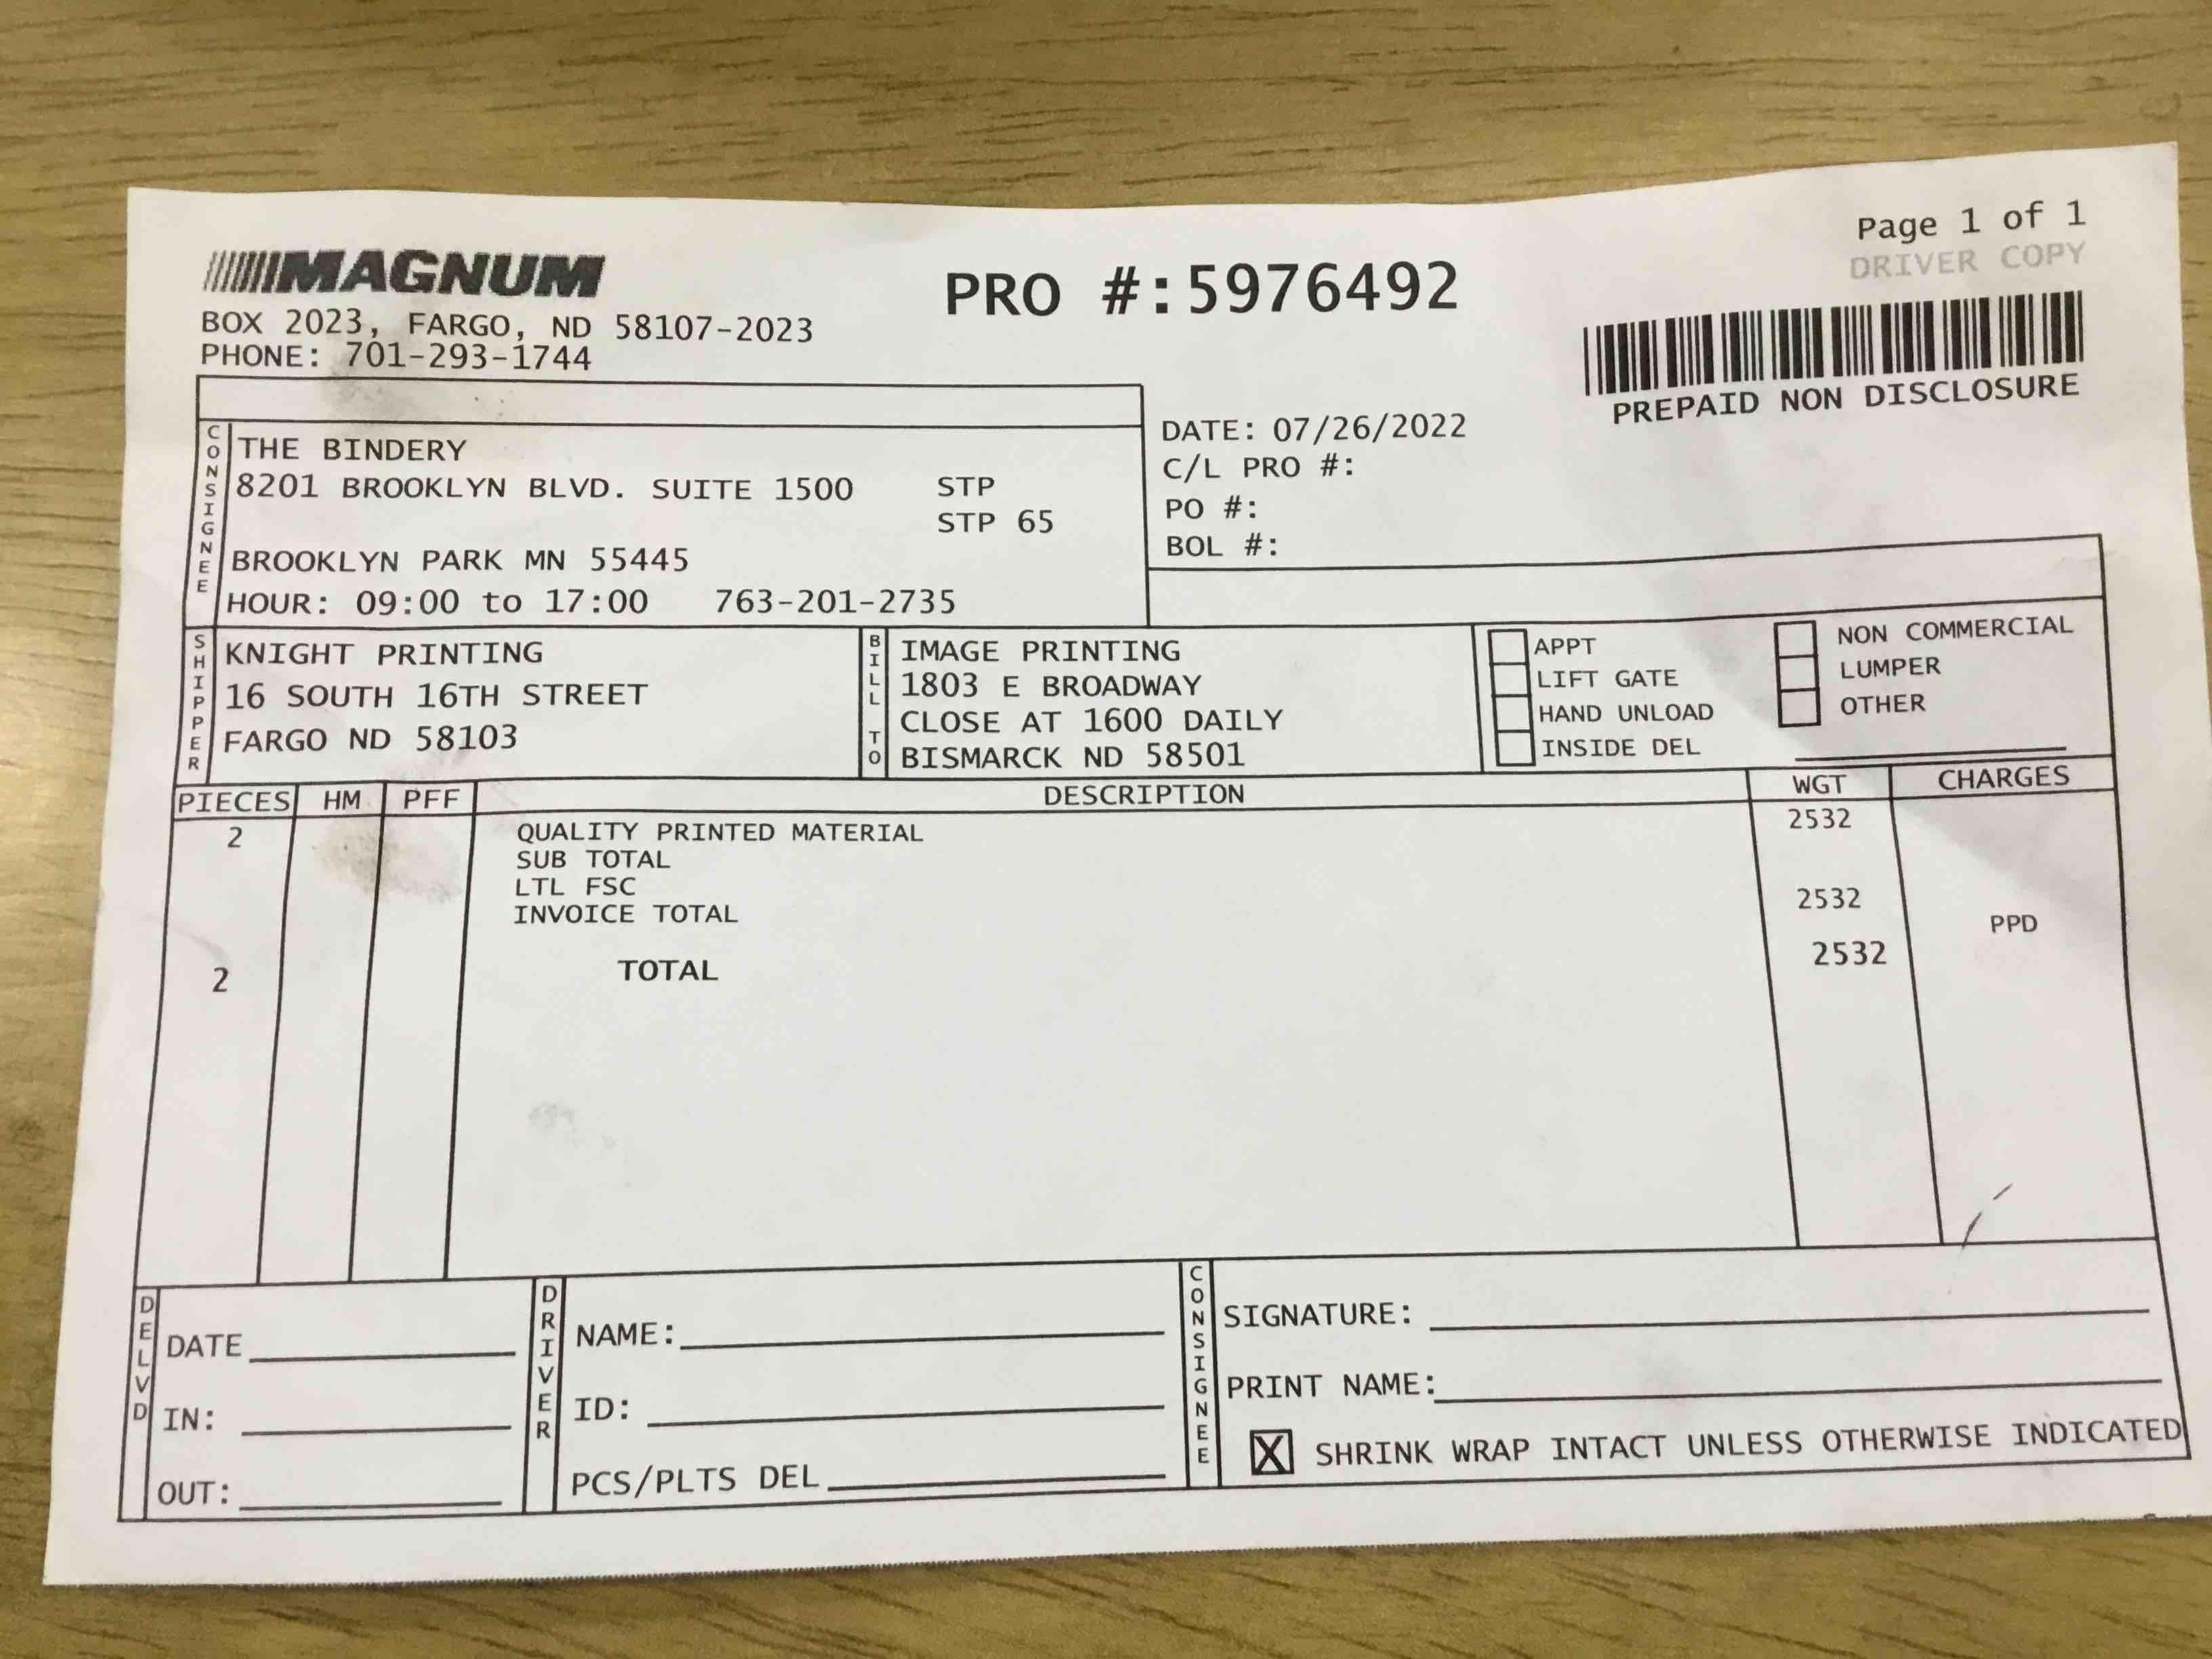 MAGNUM
BOX 2023, FARGO, ND 58107-2023
PHONE: 701-293-1744
PRO #:5976492
Page 1 of 1
DRIVER COPY
PREPAID NON DISCLOSURE
CONSIGNEE
THE BINDERY
8201 BROOKLYN BLVD. SUITE 1500 STP
STP 65
BROOKLYN PARK MN 55445
HOUR: 09:00 to 17:00 763-201-2735
DATE: 07/26/2022
C/L PRO #:
PO #:
BOL #:
SHIPPER
KNIGHT PRINTING
16 SOUTH 16TH STREET
FARGO ND 58103
BILL TO
IMAGE PRINTING
1803 E BROADWAY
CLOSE AT 1600 DAILY
BISMARCK ND 58501
APPT
LIFT GATE
HAND UNLOAD
INSIDE DEL
NON COMMERCIAL
LUMPER
OTHER
PIECES HM PFF DESCRIPTION WGT CHARGES
2 QUALITY PRINTED MATERIAL 2532
SUB TOTAL
LTL FSC 2532
INVOICE TOTAL PPD
2 TOTAL 2532
DELVD
DATE
IN:
OUT:
DRIVER
NAME:
ID:
PCS/PLTS DEL
CONSIGNEE
SIGNATURE:
PRINT NAME:
X SHRINK WRAP INTACT UNLESS OTHERWISE INDICATED